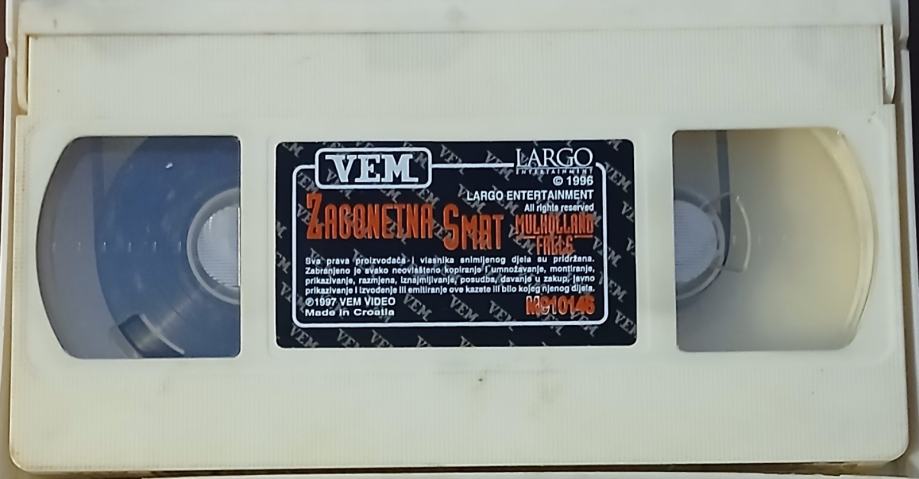 VEM
LARGO
ENTERTAINMENT
© 1996
LARGO ENTERTAINMENT
All rights reserved
ZAGONETNA SMRT
MULHOLLAND
FALLS
Sva prava proizvođača i vlasnika snimljenog djela su pridržana.
Zabranjeno je svako neovlašteno kopiranje i umnožavanje, montiranje,
prikazivanje, razmjena, iznajmljivanje, posudba, davanje u zakup, javno
prikazivanje i izvođenje ili emitiranje ove kazete ili bilo kojeg njenog dijela.
℗1997 VEM VIDEO
Made in Croatia
MC10146